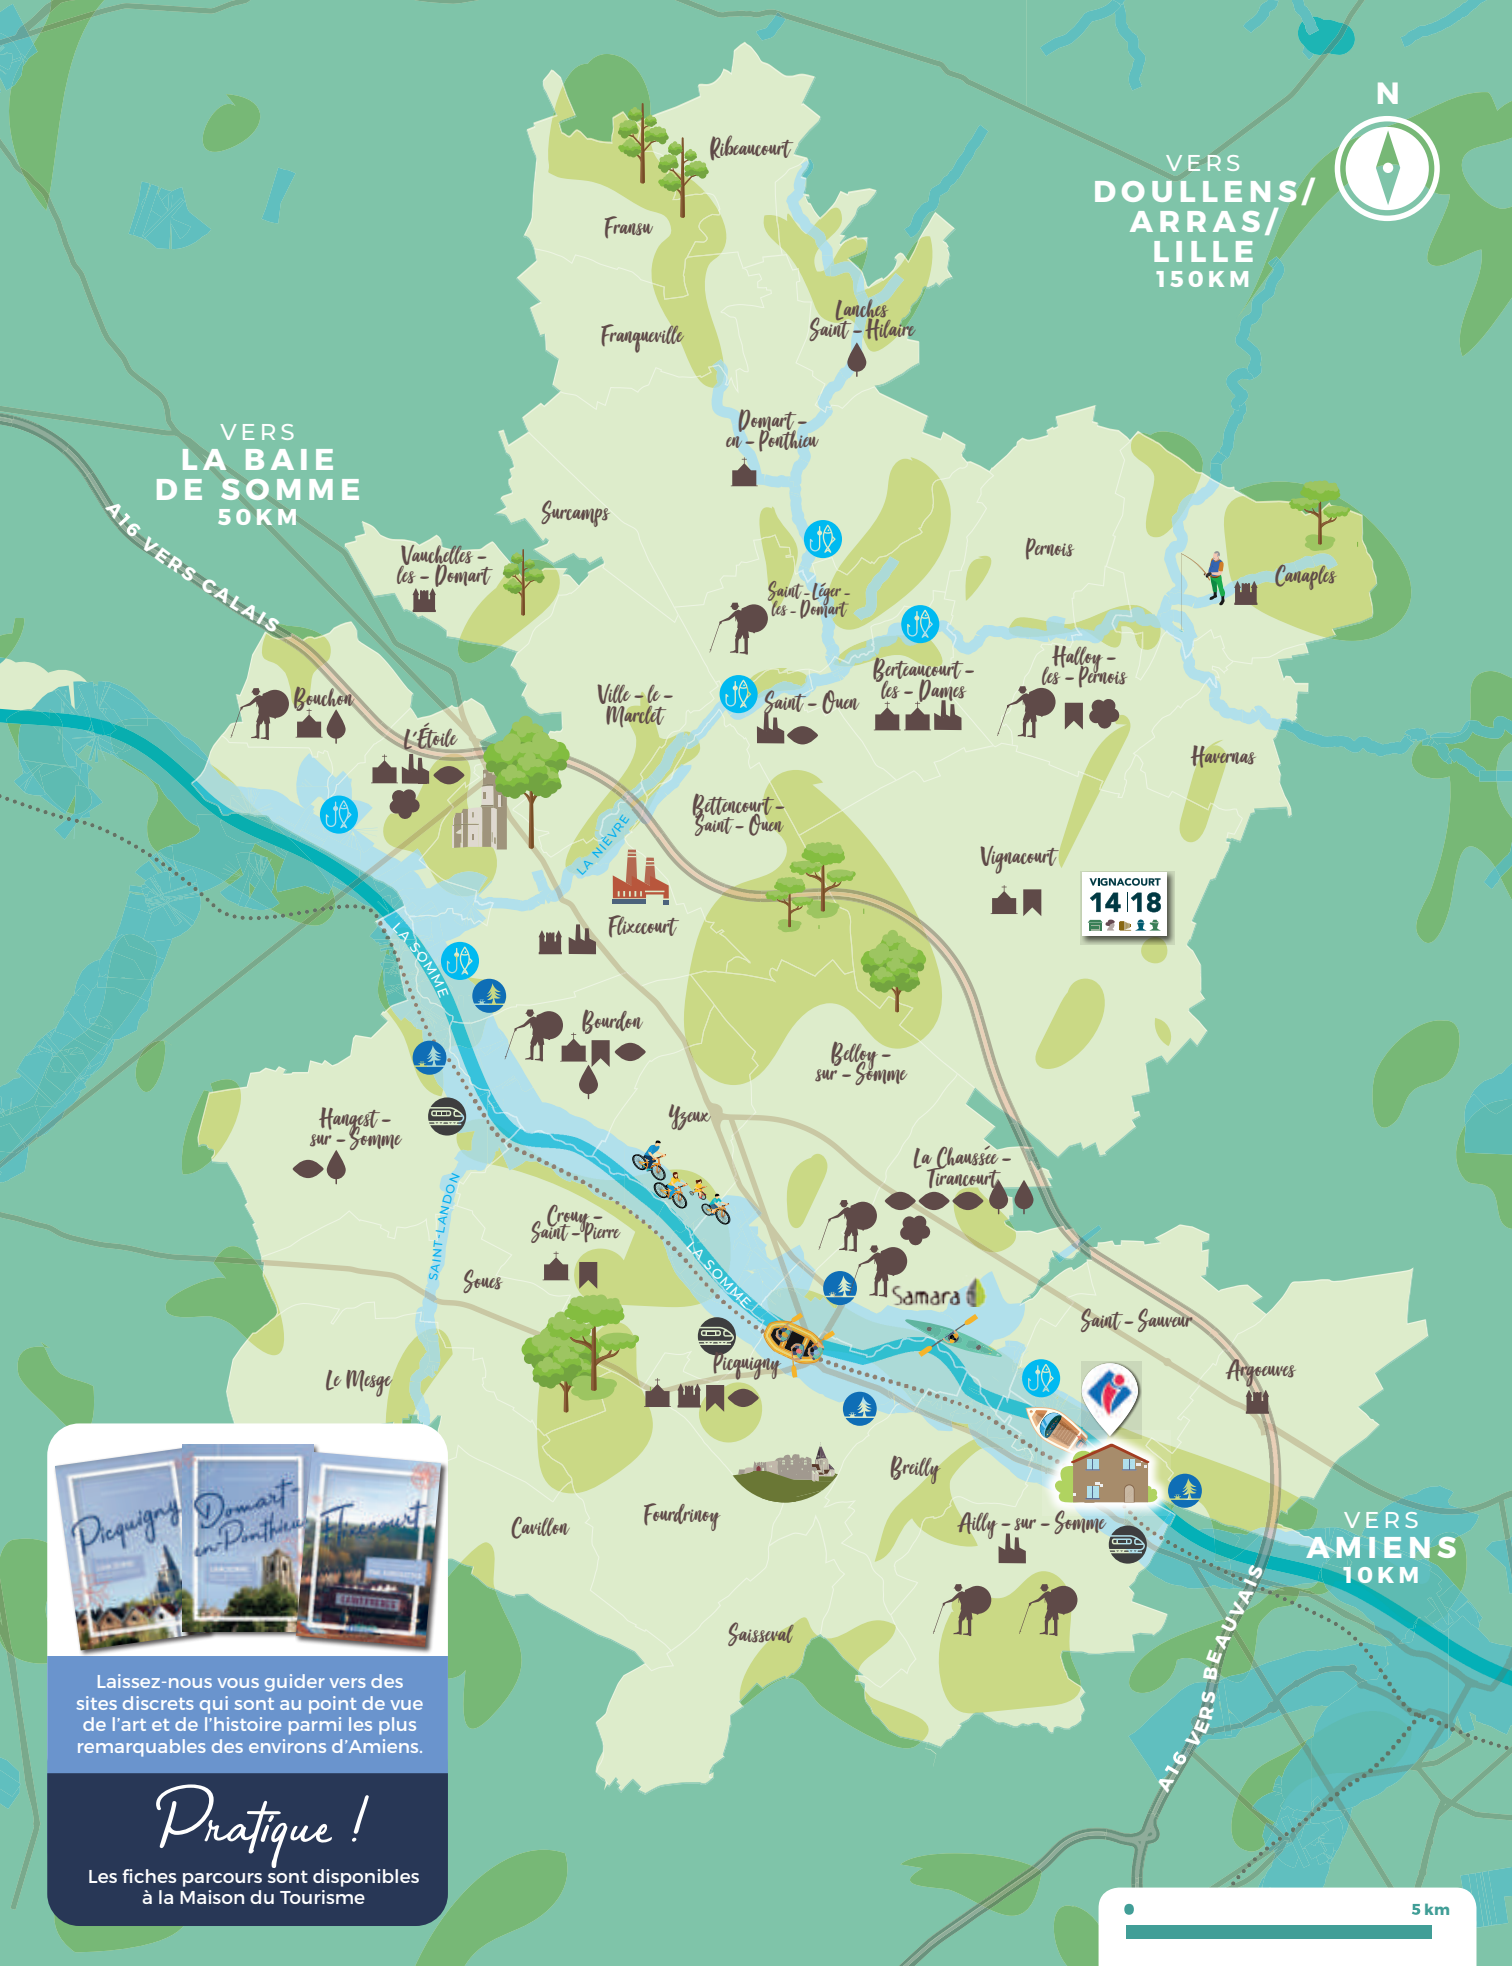 N
VERS
DOULLENS/
ARRAS/
LILLE
150KM
VERS
LA BAIE
DE SOMME
50KM
A16 VERS CALAIS
Ribeaucourt
Fransu
Franqueville
Lanches
Saint - Hilaire
Domart -
en - Ponthieu
Surcamps
Vauchelles -
les - Domart
Pernois
Canaples
Saint - Léger -
les - Domart
Berteaucourt -
les - Dames
Halloy -
les - Pernois
Bouchon
L'Étoile
Ville - le -
Marclet
Saint - Ouen
Havernas
Bettencourt -
Saint - Ouen
LA NIÈVRE
Vignacourt
VIGNACOURT
14 | 18
Flixecourt
LA SOMME
Bourdon
Belloy -
sur - Somme
Hangest -
sur - Somme
Yzeux
La Chaussée -
Tirancourt
SAINT-LANDON
Crouy -
Saint - Pierre
Soues
LA SOMME
Samara
Saint - Sauveur
Le Mesge
Picquigny
Argoeuves
Breilly
Cavillon
Fourdrinoy
Ailly - sur - Somme
Saisseval
VERS
AMIENS
10KM
A16 VERS BEAUVAIS
Picquigny
Domart-
en-Ponthieu
Flixecourt
Laissez-nous vous guider vers des
sites discrets qui sont au point de vue
de l'art et de l'histoire parmi les plus
remarquables des environs d'Amiens.
Pratique !
Les fiches parcours sont disponibles
à la Maison du Tourisme
0
5 km